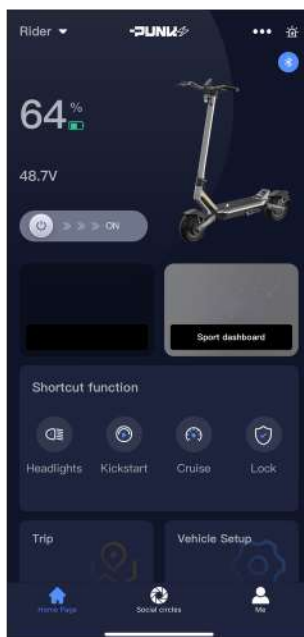 Rider
PUNK
64%
48.7V
ON
Sport dashboard
Shortcut function
Headlights Kickstart Cruise Lock
Trip Vehicle Setup
Home Page Social circles Me